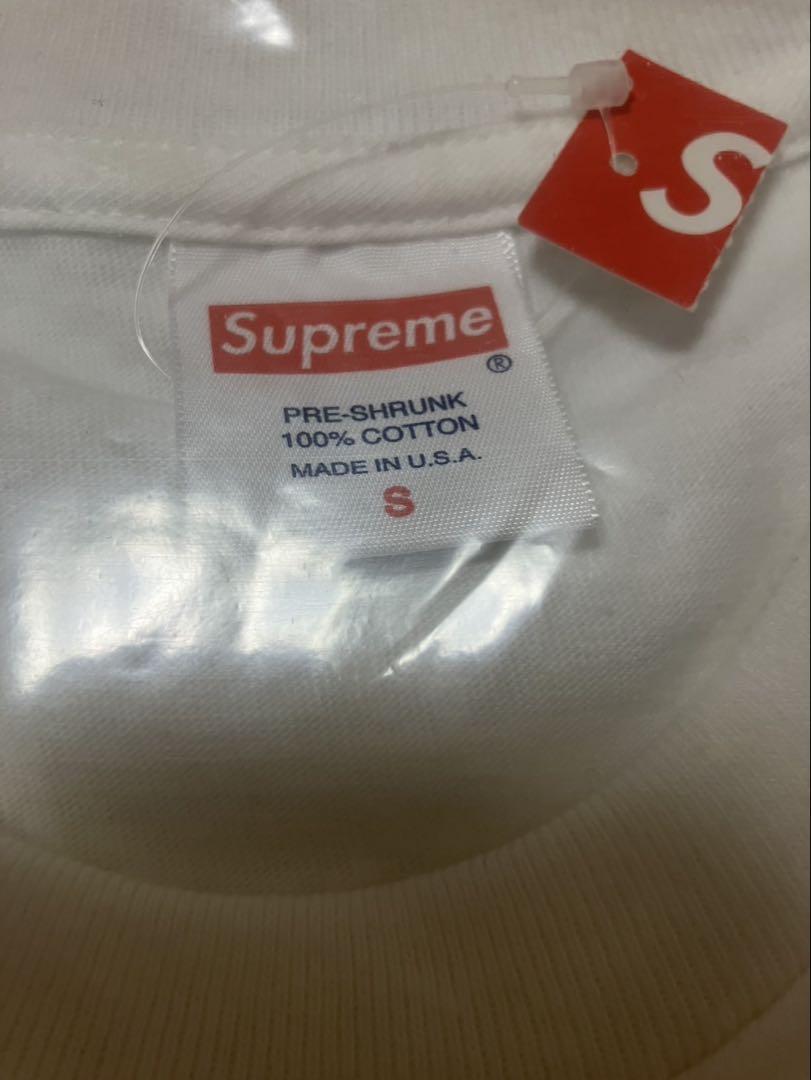 S
Supreme
®
PRE-SHRUNK
100% COTTON
MADE IN U.S.A.
S